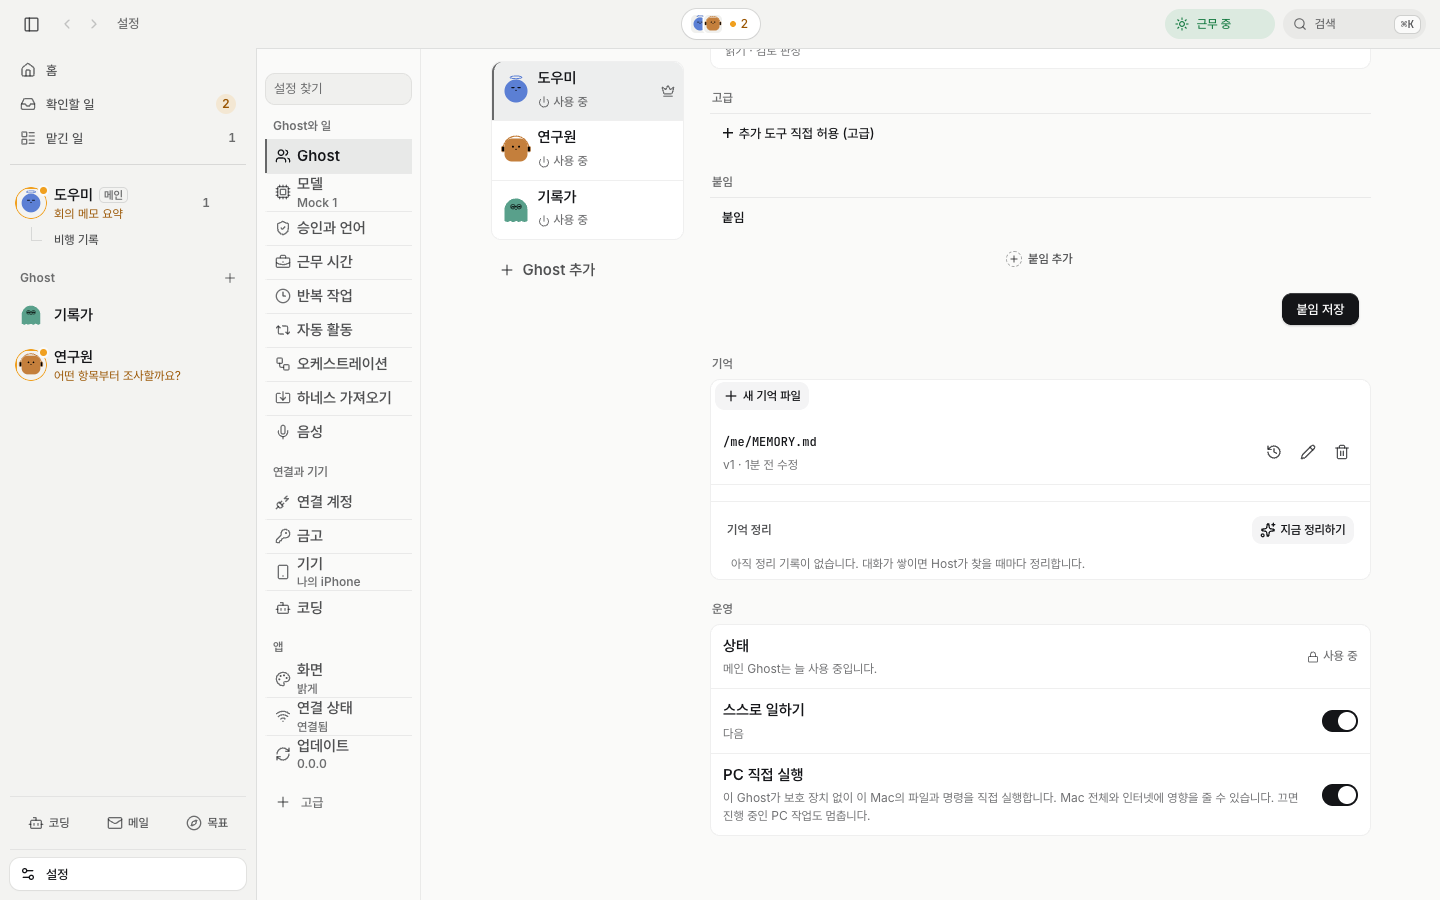 설정
2
근무 중
검색
⌘K
홈
확인할 일
2
맡긴 일
1
도우미
메인
회의 메모 요약
1
비행 기록
Ghost
기록가
연구원
어떤 항목부터 조사할까요?
코딩
메일
목표
설정
설정 찾기
Ghost와 일
Ghost
모델
Mock 1
승인과 언어
근무 시간
반복 작업
자동 활동
오케스트레이션
하네스 가져오기
음성
연결과 기기
연결 계정
금고
기기
나의 iPhone
코딩
앱
화면
밝게
연결 상태
연결됨
업데이트
0.0.0
고급
도우미
사용 중
연구원
사용 중
기록가
사용 중
Ghost 추가
읽기 · 검토 판정
고급
추가 도구 직접 허용 (고급)
붙임
붙임
붙임 추가
붙임 저장
기억
새 기억 파일
/me/MEMORY.md
v1 · 1분 전 수정
기억 정리
지금 정리하기
아직 정리 기록이 없습니다. 대화가 쌓이면 Host가 찾을 때마다 정리합니다.
운영
상태
메인 Ghost는 늘 사용 중입니다.
사용 중
스스로 일하기
다음
PC 직접 실행
이 Ghost가 보호 장치 없이 이 Mac의 파일과 명령을 직접 실행합니다. Mac 전체와 인터넷에 영향을 줄 수 있습니다. 끄면
진행 중인 PC 작업도 멈춥니다.